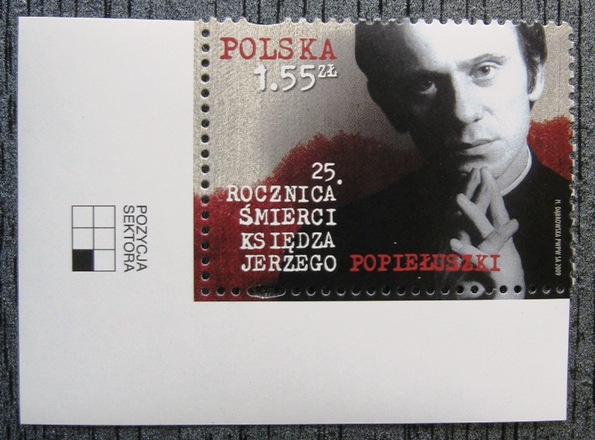 POLSKA
1.55 ZŁ
25.
ROCZNICA
ŚMIERCI
KSIĘDZA
JERZEGO POPIEŁUSZKI
POZYCJA
SEKTORA